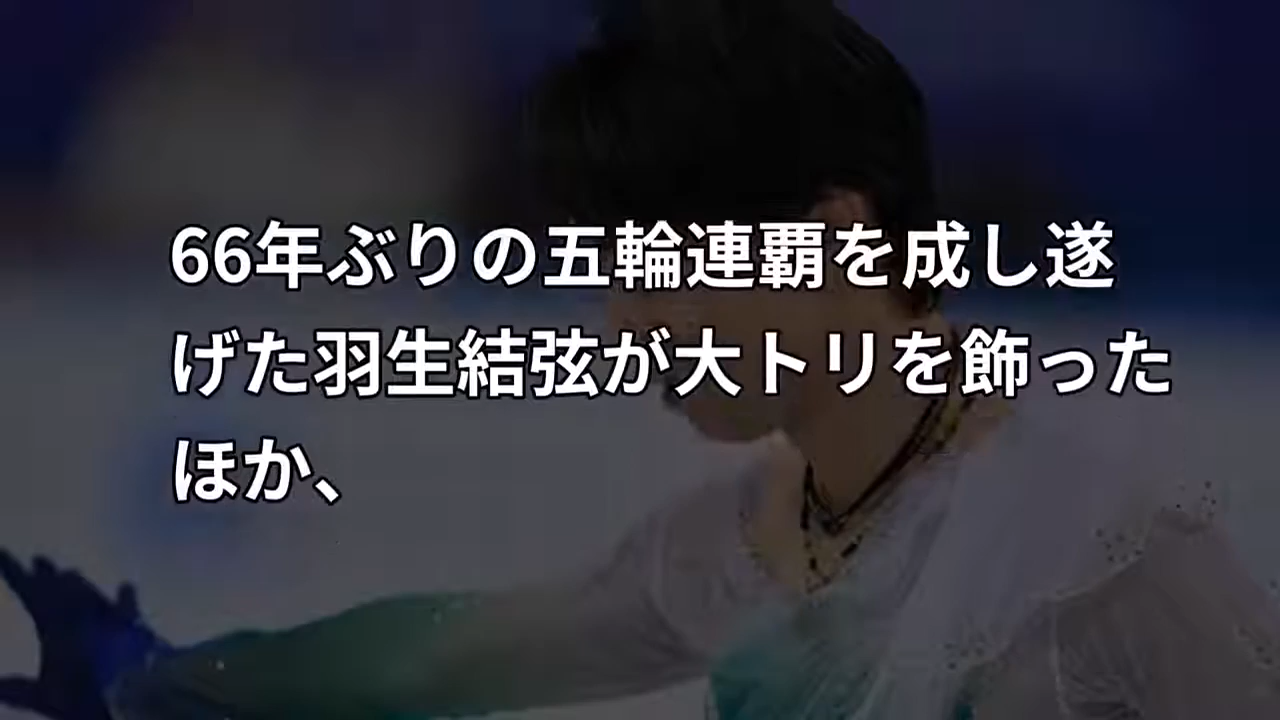 66年ぶりの五輪連覇を成し遂
げた羽生結弦が大トリを飾った
ほか、